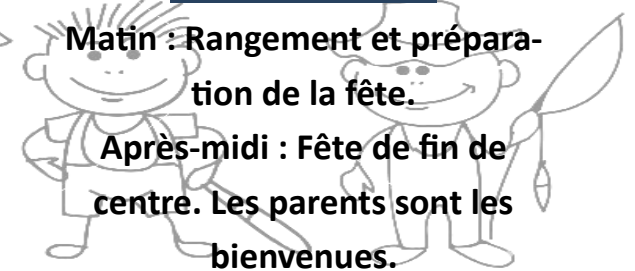 Matin : Rangement et prépara-
tion de la fête.
Après-midi : Fête de fin de
centre. Les parents sont les
bienvenues.